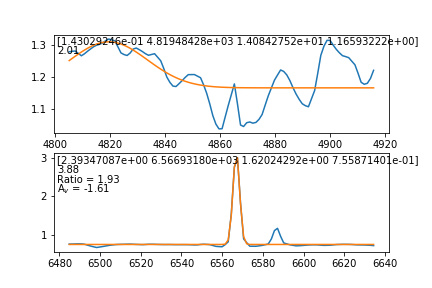 [1.43029246e-01 4.81948428e+03 1.40842752e+01 1.16593222e+00]
2.01
1.3
1.2
1.1
4800 4820 4840 4860 4880 4900 4920
[2.39347087e+00 6.56693180e+03 1.62024292e+00 7.55871401e-01]
3.88
Ratio = 1.93
Av = -1.61
3
2
1
6480 6500 6520 6540 6560 6580 6600 6620 6640